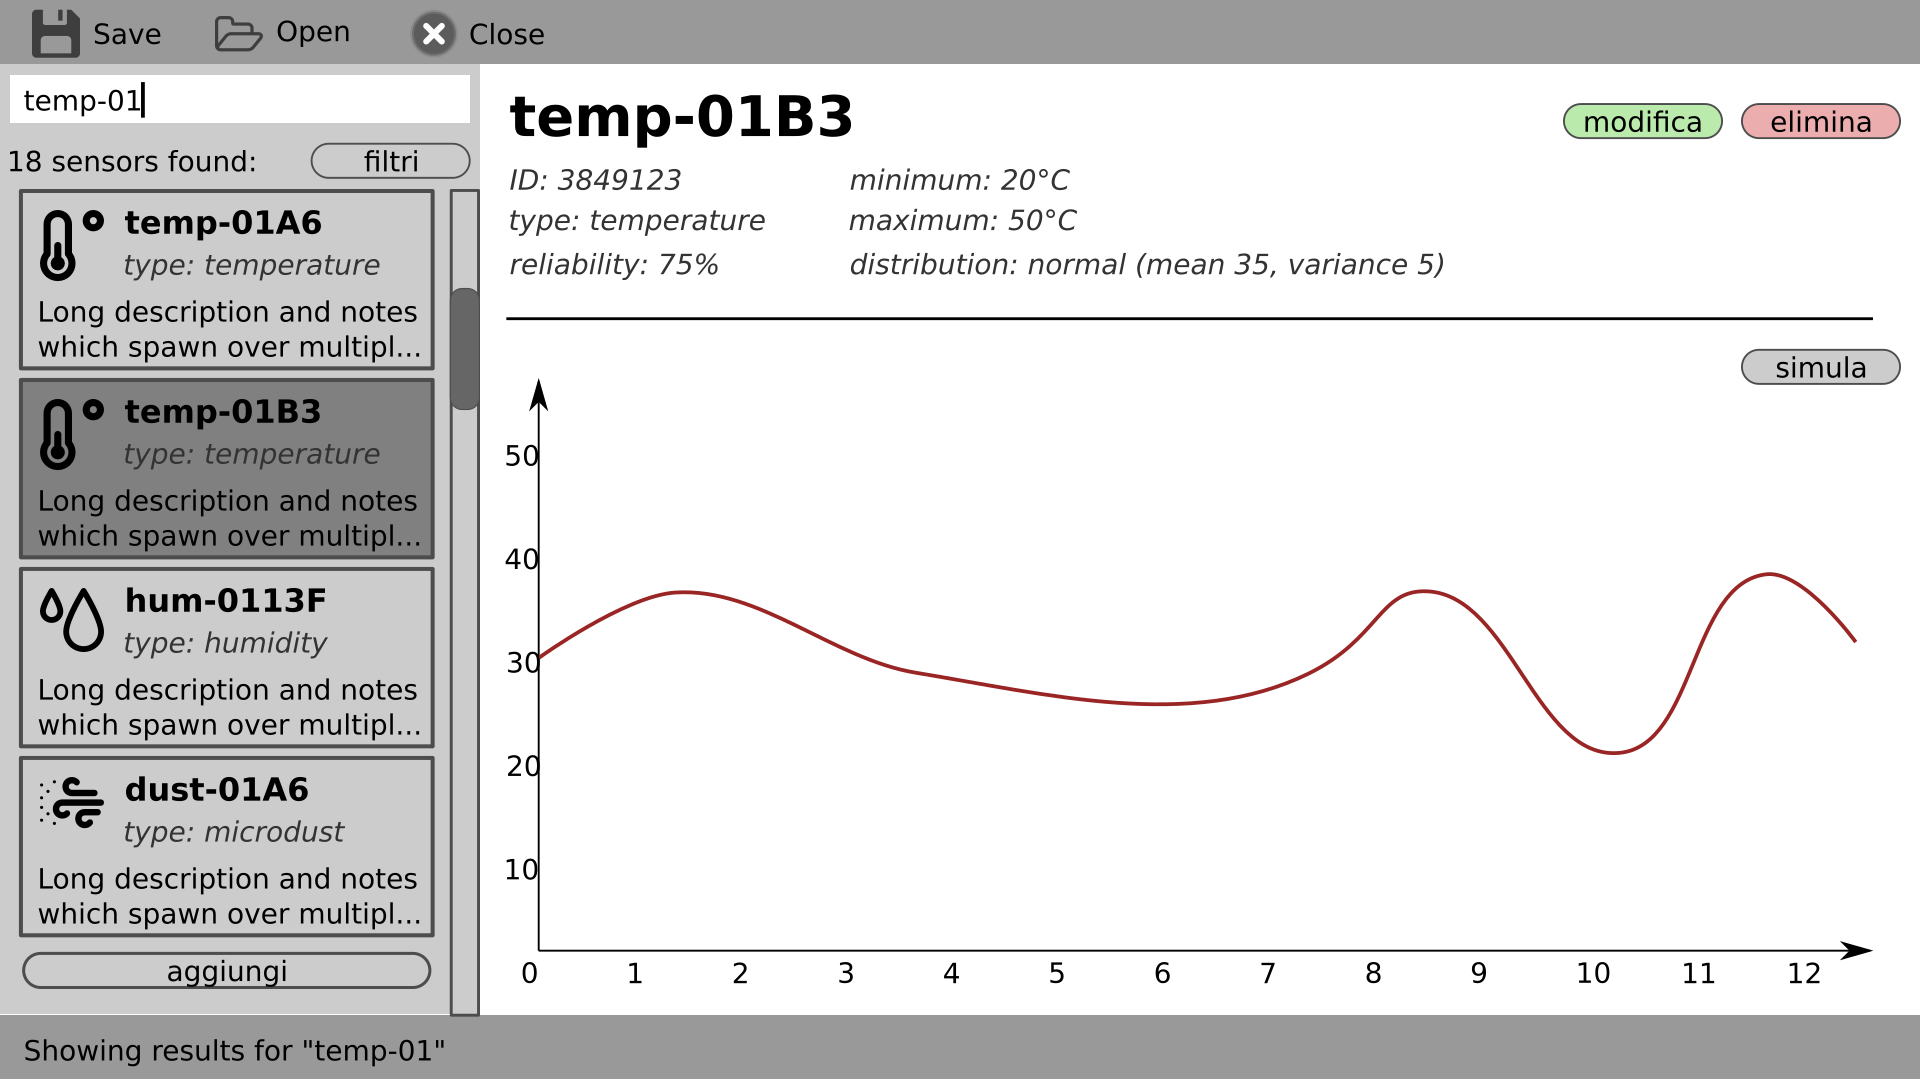 Save Open Close
temp-01
18 sensors found: filtri
temp-01A6
type: temperature
Long description and notes
which spawn over multipl...
temp-01B3
type: temperature
Long description and notes
which spawn over multipl...
hum-0113F
type: humidity
Long description and notes
which spawn over multipl...
dust-01A6
type: microdust
Long description and notes
which spawn over multipl...
aggiungi
temp-01B3
modifica elimina
ID: 3849123 minimum: 20°C
type: temperature maximum: 50°C
reliability: 75% distribution: normal (mean 35, variance 5)
simula
50
40
30
20
10
0 1 2 3 4 5 6 7 8 9 10 11 12
Showing results for "temp-01"